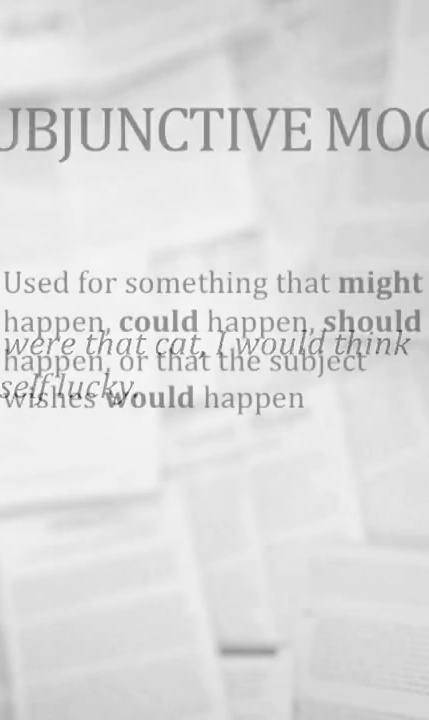 UBJUNCTIVE MOO
Used for something that might
happen, could happen, should
were that cat, I would think
happen, or that the subject
self lucky.
wishes would happen